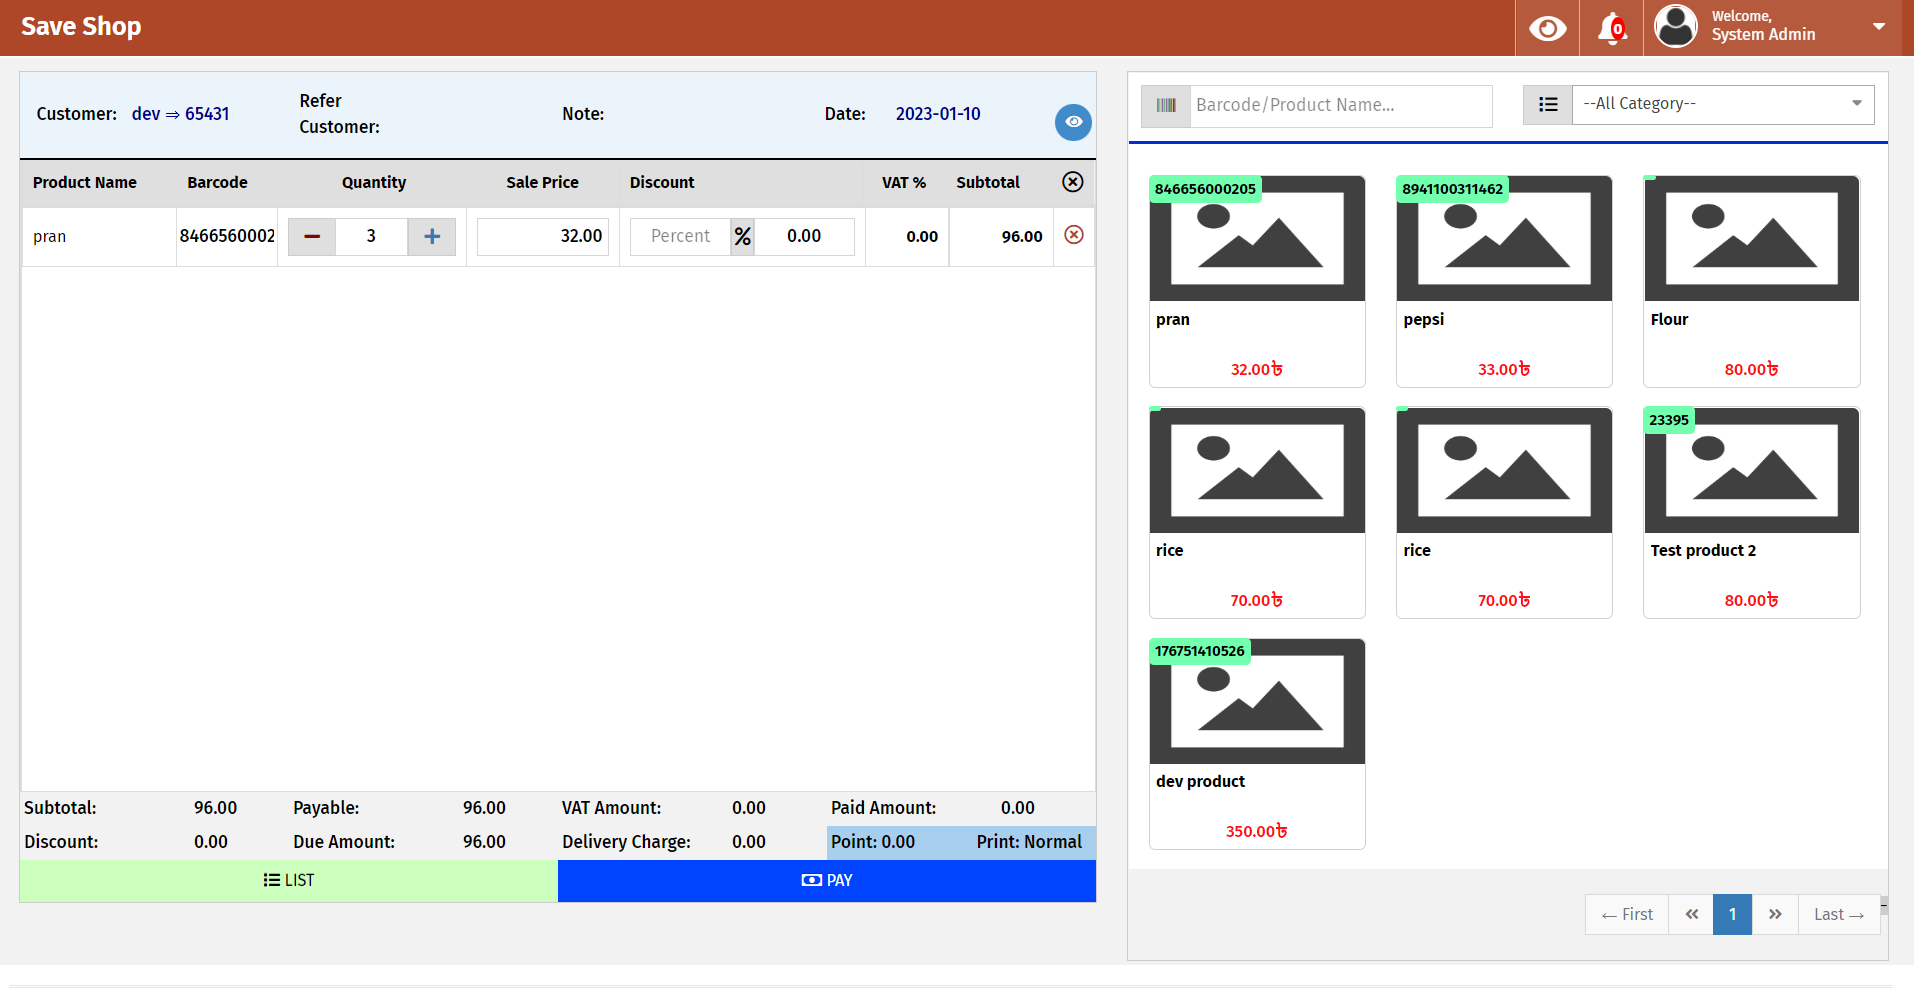 Save Shop
0
Welcome,
System Admin
Customer: dev ⇒ 65431
Refer
Customer:
Note:
Date: 2023-01-10
Product Name Barcode Quantity Sale Price Discount VAT % Subtotal
pran 8466560002 3 32.00 Percent % 0.00 0.00 96.00
Subtotal: 96.00 Payable: 96.00 VAT Amount: 0.00 Paid Amount: 0.00
Discount: 0.00 Due Amount: 96.00 Delivery Charge: 0.00 Point: 0.00 Print: Normal
LIST
PAY
Barcode/Product Name...
--All Category--
846656000205
pran
32.00৳
8941100311462
pepsi
33.00৳
Flour
80.00৳
rice
70.00৳
rice
70.00৳
23395
Test product 2
80.00৳
176751410526
dev product
350.00৳
← First « 1 » Last →